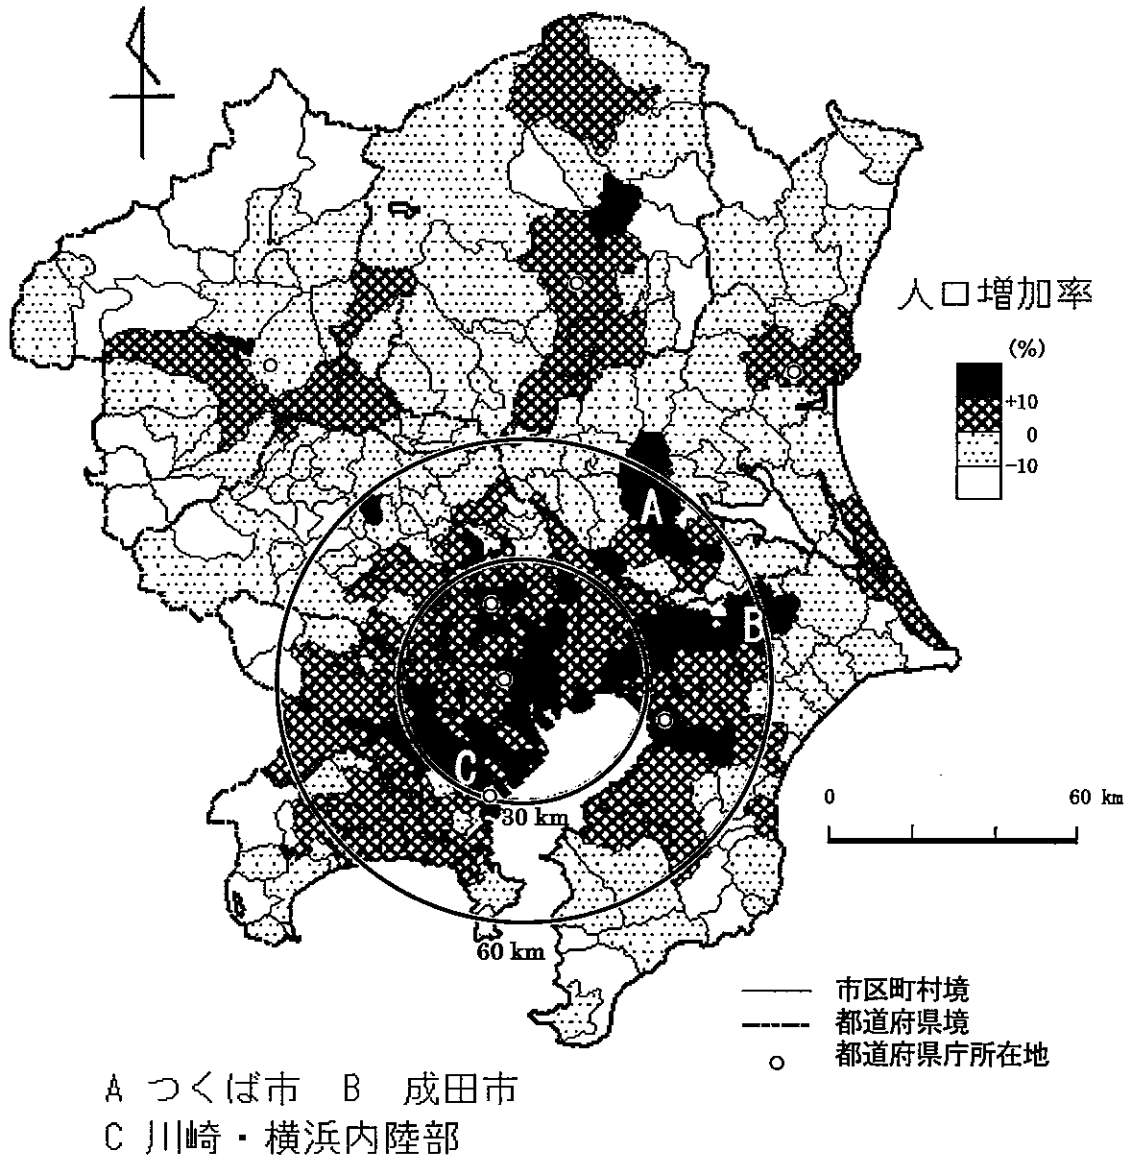 人口増加率
(%)
+10
0
-10
A
B
C
30 km
0 60 km
60 km
市区町村境
都道府県境
都道府県庁所在地
A つくば市 B 成田市
C 川崎・横浜内陸部